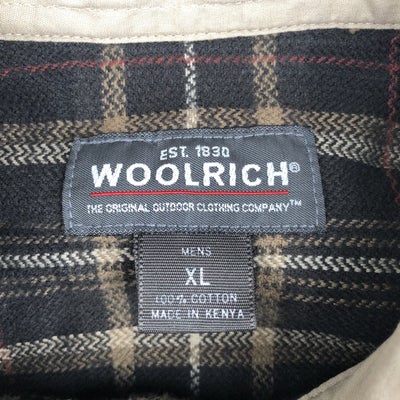 EST. 1830
WOOLRICH®
THE ORIGINAL OUTDOOR CLOTHING COMPANY™
MENS
XL
100% COTTON
MADE IN KENYA